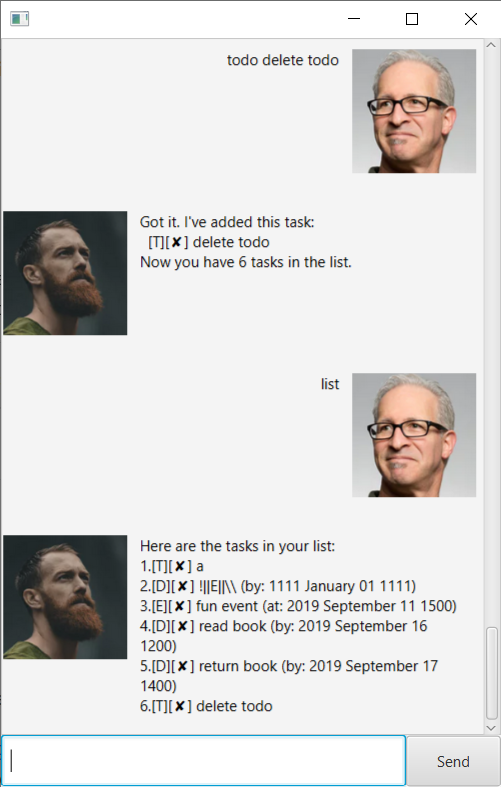 todo delete todo
Got it. I've added this task:
[T][✘] delete todo
Now you have 6 tasks in the list.
list
Here are the tasks in your list:
1.[T][✘] a
2.[D][✘] !||E||\\ (by: 1111 January 01 1111)
3.[E][✘] fun event (at: 2019 September 11 1500)
4.[D][✘] read book (by: 2019 September 16
1200)
5.[D][✘] return book (by: 2019 September 17
1400)
6.[T][✘] delete todo
Send